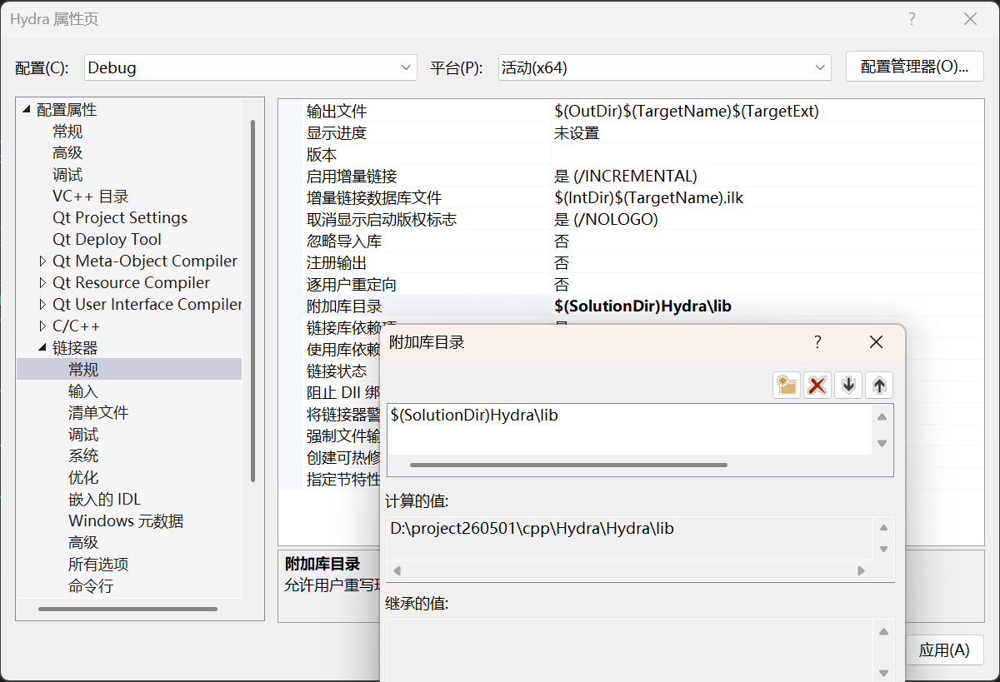 Hydra 属性页
配置(C): Debug 平台(P): 活动(x64) 配置管理器(O)...
配置属性
常规
高级
调试
VC++ 目录
Qt Project Settings
Qt Deploy Tool
Qt Meta-Object Compiler
Qt Resource Compiler
Qt User Interface Compiler
C/C++
链接器
常规
输入
清单文件
调试
系统
优化
嵌入的 IDL
Windows 元数据
高级
所有选项
命令行
输出文件 $(OutDir)$(TargetName)$(TargetExt)
显示进度 未设置
版本
启用增量链接 是 (/INCREMENTAL)
增量链接数据库文件 $(IntDir)$(TargetName).ilk
取消显示启动版权标志 是 (/NOLOGO)
忽略导入库 否
注册输出 否
逐用户重定向 否
附加库目录 $(SolutionDir)Hydra\lib
链接库依赖
使用库依赖
链接状态
阻止 Dll 绑
将链接器警
强制文件输
创建可热修
指定节特性
附加库目录
允许用户重写
附加库目录
$(SolutionDir)Hydra\lib
计算的值:
D:\project260501\cpp\Hydra\Hydra\lib
继承的值:
应用(A)